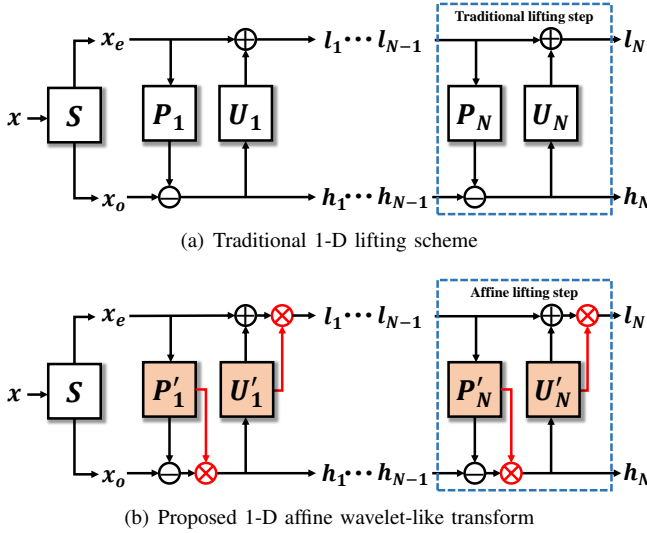 Traditional lifting step
x_e l_1 ⋯ l_{N-1} l_N
x S P_1 U_1 P_N U_N
x_o h_1 ⋯ h_{N-1} h_N
(a) Traditional 1-D lifting scheme
Affine lifting step
x_e l_1 ⋯ l_{N-1} l_N
x S P'_1 U'_1 P'_N U'_N
x_o h_1 ⋯ h_{N-1} h_N
(b) Proposed 1-D affine wavelet-like transform